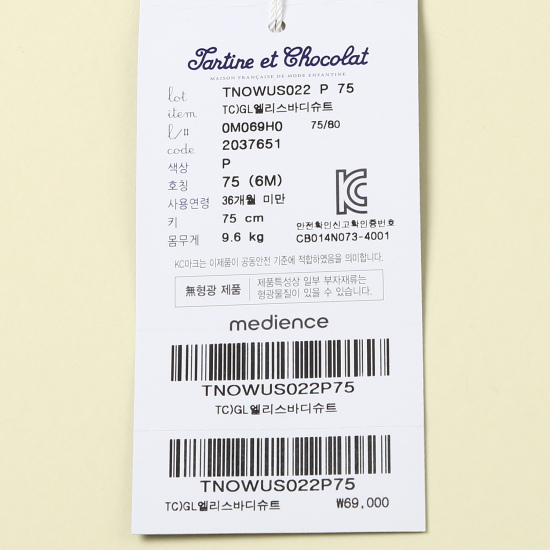 Tartine et Chocolat
MAISON FRANÇAISE DE MODE ENFANTINE
lot TNOWUS022 P 75
item TC)GL엘리스바디슈트
l/# 0M069H0 75/80
code 2037651
색상 P
호칭 75 (6M)
사용연령 36개월 미만
키 75 cm
몸무게 9.6 kg
KC
안전확인신고확인증번호
CB014N073-4001
KC마크는 이제품이 공통안전 기준에 적합하였음을 의미합니다.
無형광 제품
제품특성상 일부 부자재류는
형광물질이 있을 수 있습니다.
medience
TNOWUS022P75
TC)GL엘리스바디슈트
TNOWUS022P75
TC)GL엘리스바디슈트 ₩69,000